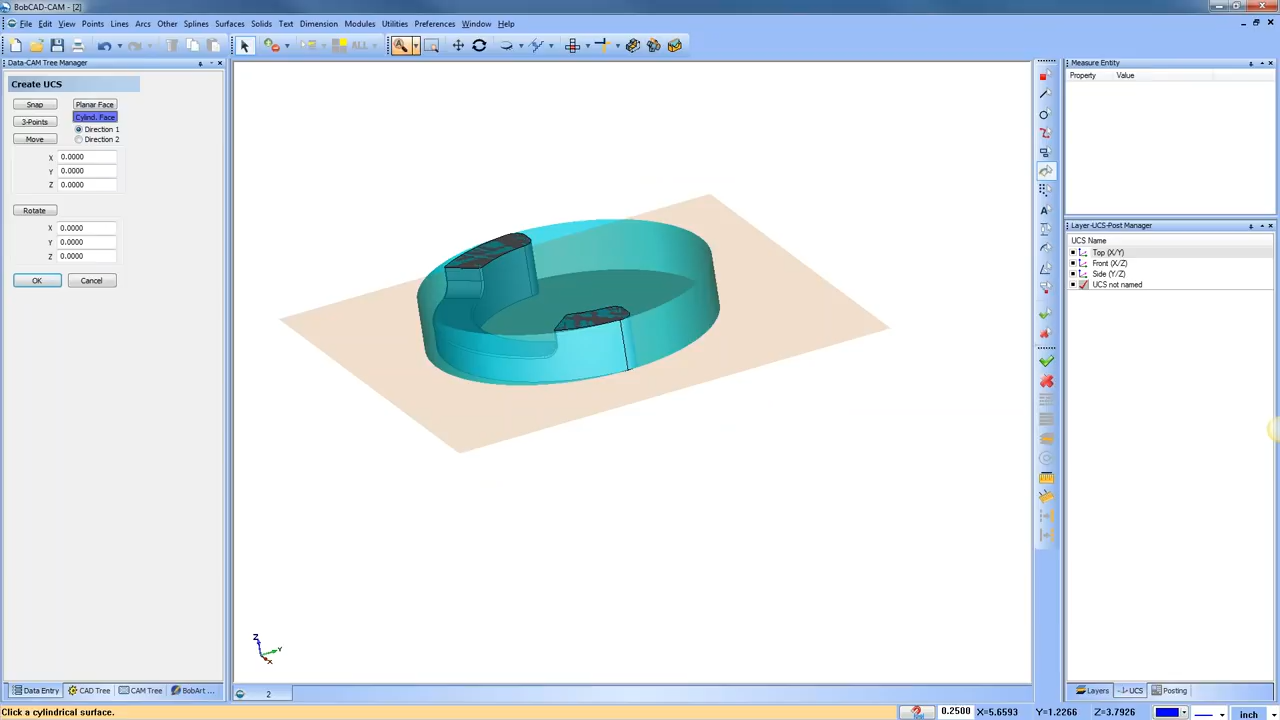 BobCAD-CAM - [2]
File Edit View Points Lines Arcs Other Splines Surfaces Solids Text Dimension Modules Utilities Preferences Window Help
ALL
Data-CAM Tree Manager
Create UCS
Snap Planar Face
3-Points Cylind. Face
Direction 1
Move Direction 2
X 0.0000
Y 0.0000
Z 0.0000
Rotate
X 0.0000
Y 0.0000
Z 0.0000
OK Cancel
Z
Y
X
Measure Entity
Property Value
Layer-UCS-Post Manager
UCS Name
Top (X/Y)
Front (X/Z)
Side (Y/Z)
UCS not named
Data Entry CAD Tree CAM Tree BobArt ...
2
Layers UCS Posting
Click a cylindrical surface.
0.2500 X=5.6593 Y=1.2266 Z=3.7926 inch